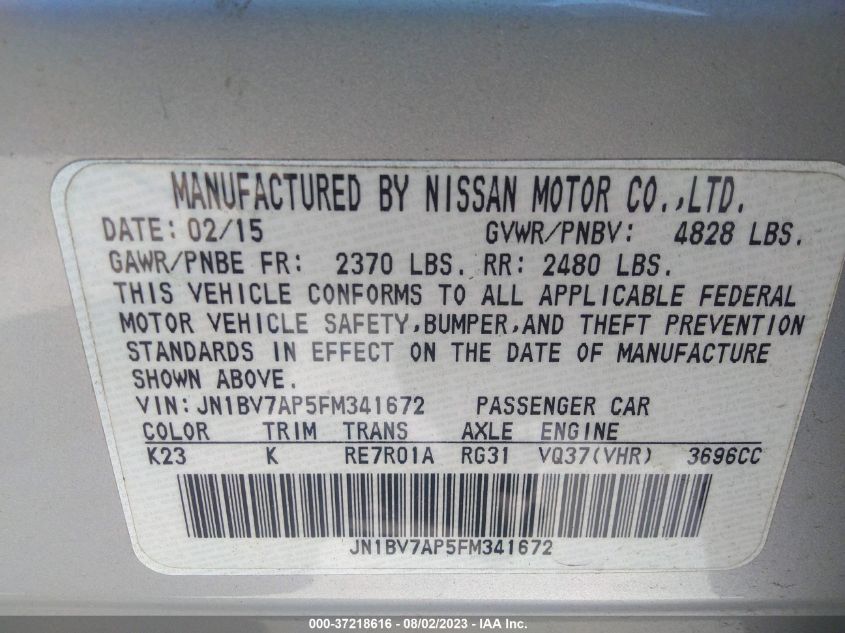 MANUFACTURED BY NISSAN MOTOR CO.,LTD.
DATE: 02/15 GVWR/PNBV: 4828 LBS.
GAWR/PNBE FR: 2370 LBS. RR: 2480 LBS.
THIS VEHICLE CONFORMS TO ALL APPLICABLE FEDERAL
MOTOR VEHICLE SAFETY,BUMPER,AND THEFT PREVENTION
STANDARDS IN EFFECT ON THE DATE OF MANUFACTURE
SHOWN ABOVE.
VIN: JN1BV7AP5FM341672 PASSENGER CAR
COLOR TRIM TRANS AXLE ENGINE
K23 K RE7R01A RG31 VQ37(VHR) 3696CC
JN1BV7AP5FM341672
000-37218616 - 08/02/2023 - IAA Inc.